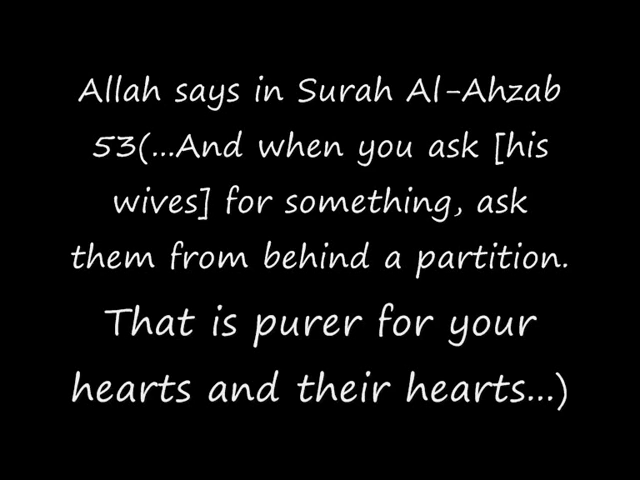 Allah says in Surah Al-Ahzab
53(...And when you ask [his
wives] for something, ask
them from behind a partition.
That is purer for your
hearts and their hearts...)